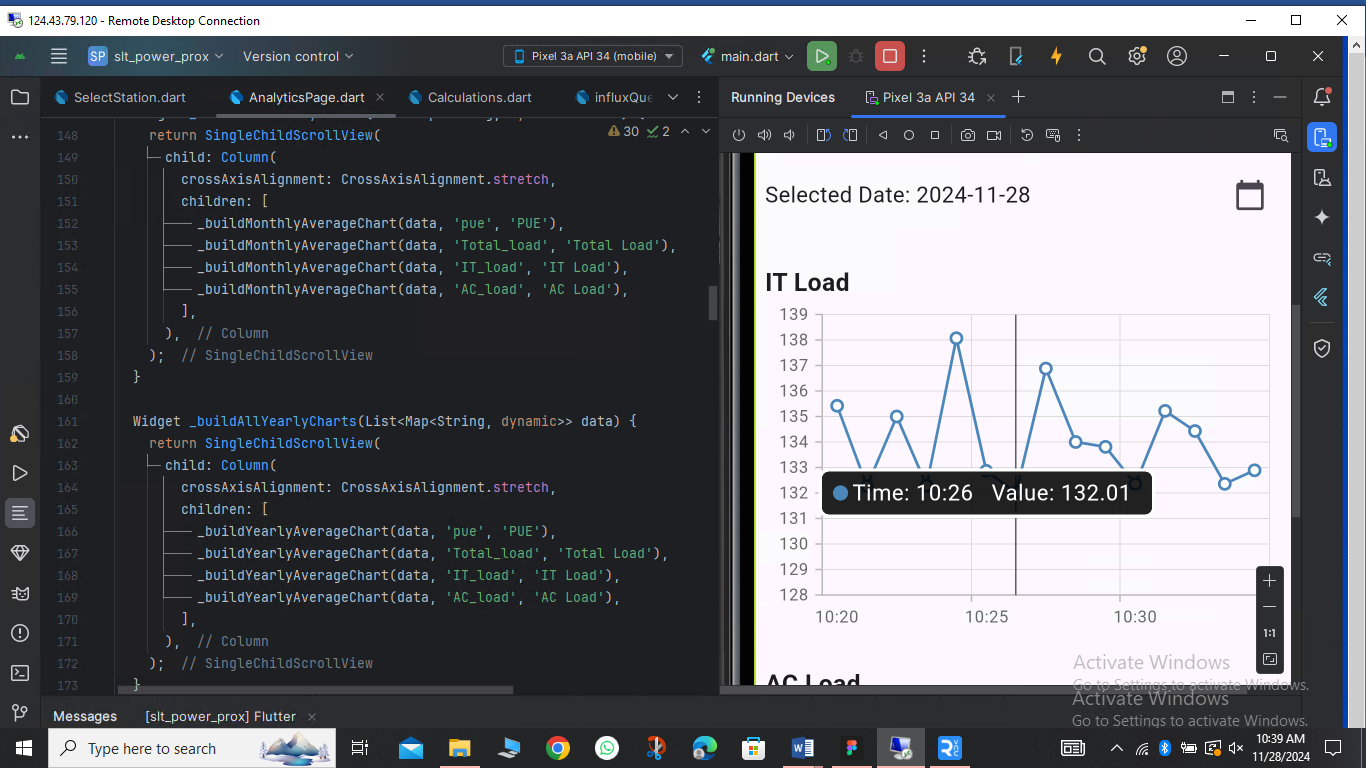 124.43.79.120 - Remote Desktop Connection
SP slt_power_prox Version control Pixel 3a API 34 (mobile) main.dart
SelectStation.dart AnalyticsPage.dart Calculations.dart influxQue
Running Devices Pixel 3a API 34
30 2
148 return SingleChildScrollView(
149 child: Column(
150 crossAxisAlignment: CrossAxisAlignment.stretch,
151 children: [
152 _buildMonthlyAverageChart(data, 'pue', 'PUE'),
153 _buildMonthlyAverageChart(data, 'Total_load', 'Total Load'),
154 _buildMonthlyAverageChart(data, 'IT_load', 'IT Load'),
155 _buildMonthlyAverageChart(data, 'AC_load', 'AC Load'),
156 ],
157 ), // Column
158 ); // SingleChildScrollView
159 }
160
161 Widget _buildAllYearlyCharts(List<Map<String, dynamic>> data) {
162 return SingleChildScrollView(
163 child: Column(
164 crossAxisAlignment: CrossAxisAlignment.stretch,
165 children: [
166 _buildYearlyAverageChart(data, 'pue', 'PUE'),
167 _buildYearlyAverageChart(data, 'Total_load', 'Total Load'),
168 _buildYearlyAverageChart(data, 'IT_load', 'IT Load'),
169 _buildYearlyAverageChart(data, 'AC_load', 'AC Load'),
170 ],
171 ), // Column
172 ); // SingleChildScrollView
173 }
Selected Date: 2024-11-28
IT Load
139
138
137
136
135
134
133
132
131
130
129
128
Time: 10:26 Value: 132.01
10:20 10:25 10:30
AC Load
1:1
Activate Windows
Go to Settings to activate Windows.
Activate Windows
Go to Settings to activate Windows.
Messages [slt_power_prox] Flutter
Type here to search
10:39 AM
11/28/2024